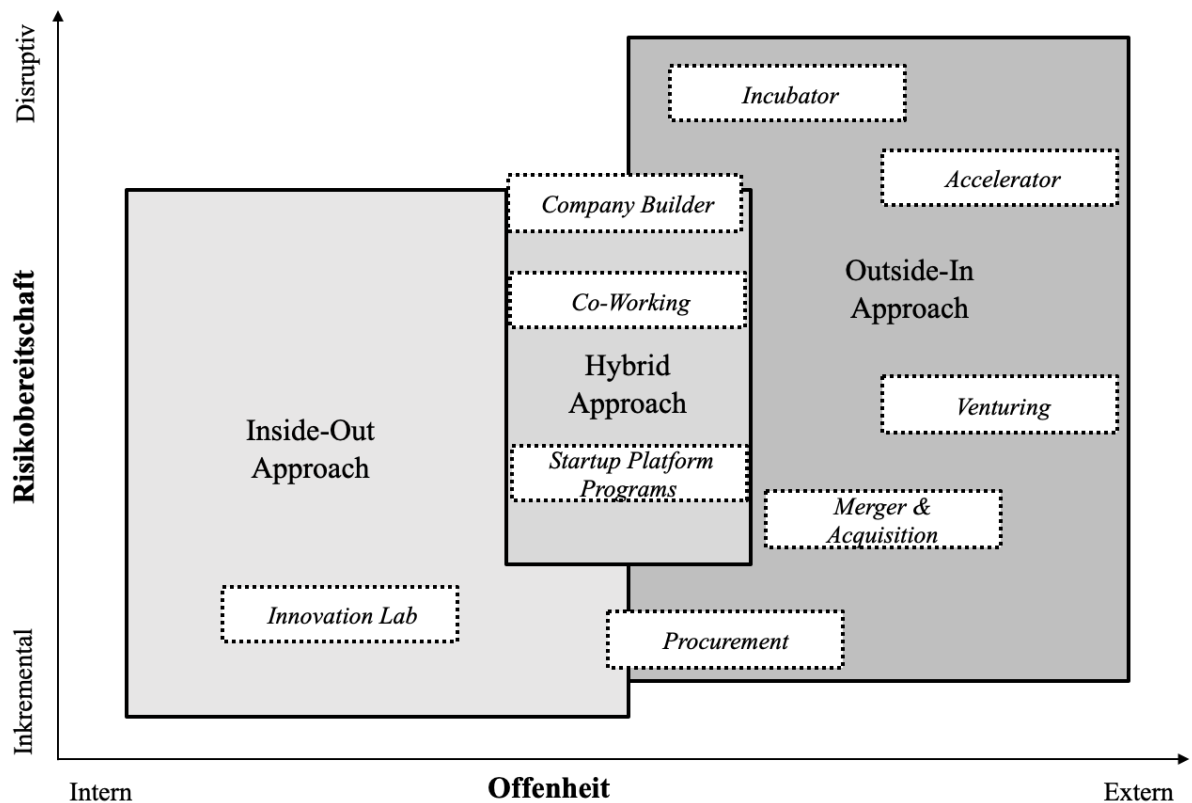 Disruptiv
Incubator
Accelerator
Company Builder
Outside-In
Approach
Co-Working
Risikobereitschaft
Hybrid
Approach
Venturing
Inside-Out
Approach
Startup Platform
Programs
Merger &
Acquisition
Innovation Lab
Procurement
Inkremental
Intern
Offenheit
Extern